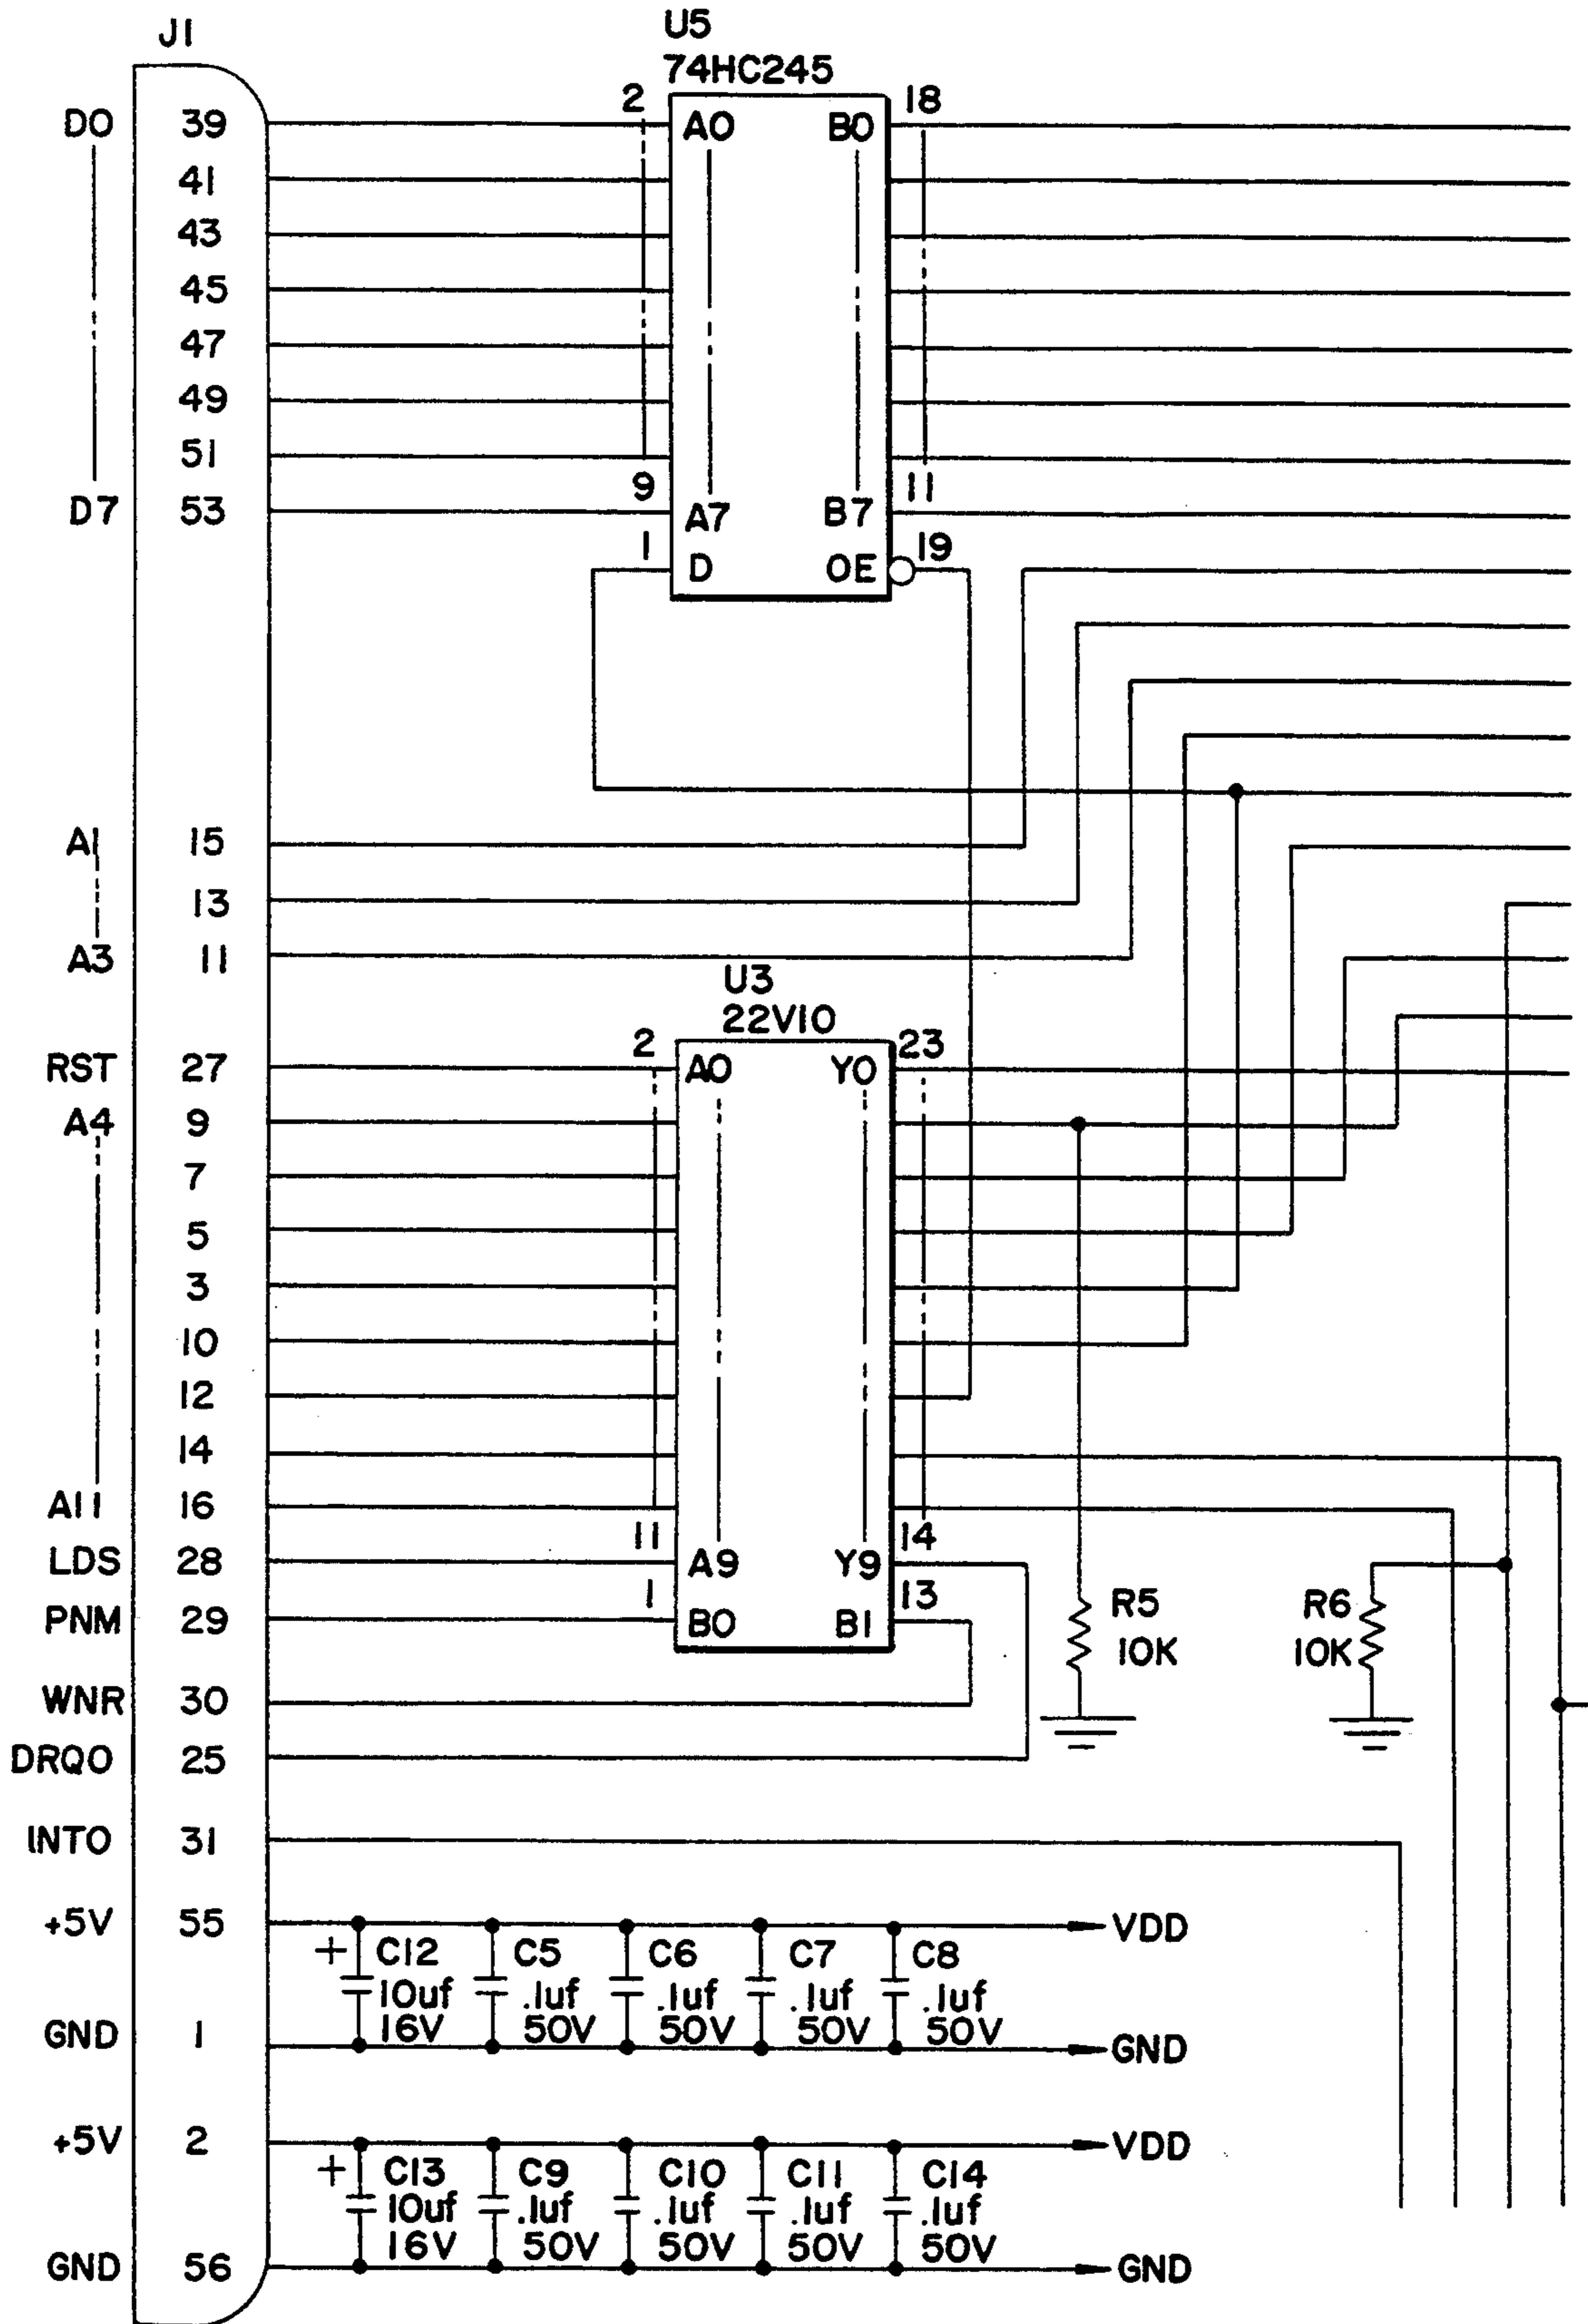 J1
U5
74HC245
D0 39 2 A0 B0 18
41
43
45
47
49
51
D7 53 9 A7 B7 11
1 D OE 19
A1 15
13
A3 11
U3
22V10
RST 27 2 A0 Y0 23
A4 9
7
5
3
10
12
14
A11 16
LDS 28 11 A9 Y9 14
PNM 29 1 B0 B1 13
R5
10K
R6
10K
WNR 30
DRQ0 25
INT0 31
+5V 55 VDD
+ C12 C5 C6 C7 C8
10uf .1uf .1uf .1uf .1uf
16V 50V 50V 50V 50V
GND 1 GND
+5V 2 VDD
+ C13 C9 C10 C11 C14
10uf .1uf .1uf .1uf .1uf
16V 50V 50V 50V 50V
GND 56 GND